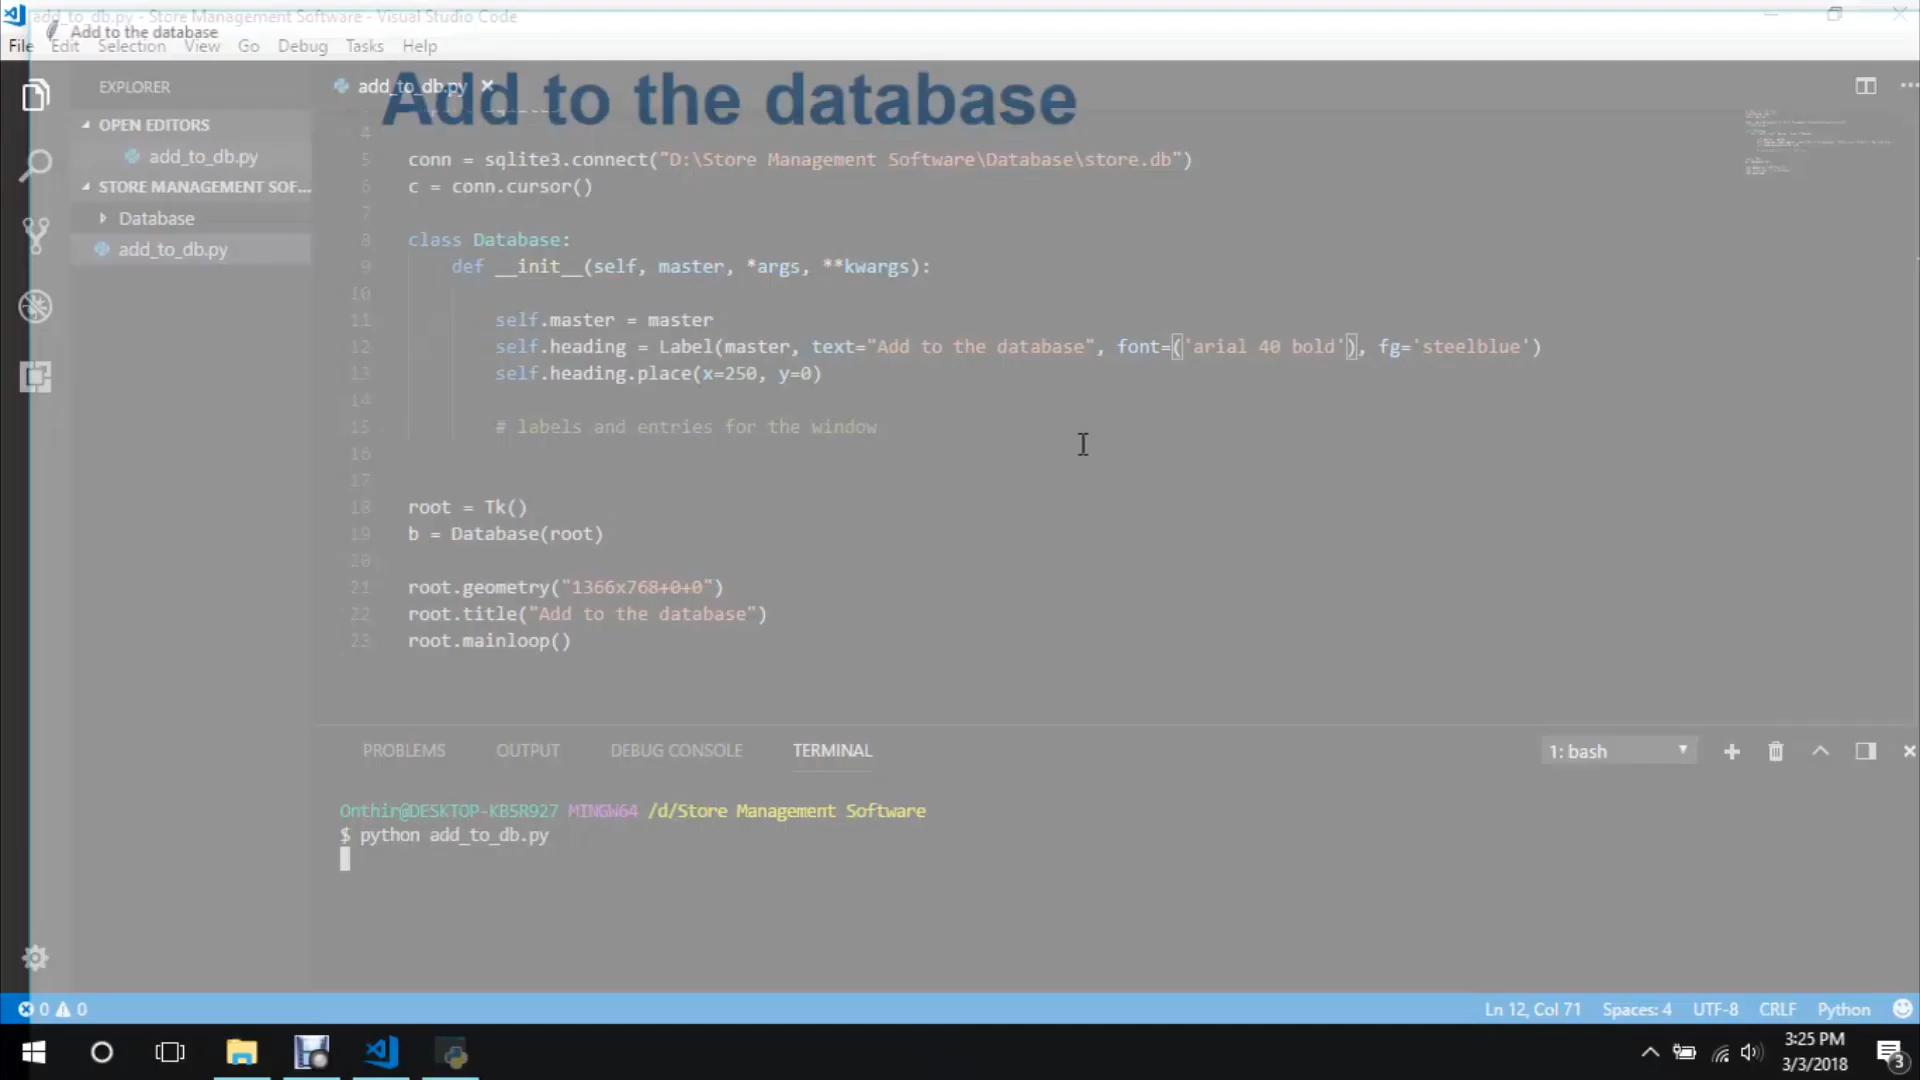 add_to_db.py - Store Management Software - Visual Studio Code
Add to the database
File Edit Selection View Go Debug Tasks Help
EXPLORER
add_to_db.py
Add to the database
OPEN EDITORS
add_to_db.py
STORE MANAGEMENT SOF...
Database
add_to_db.py
4
5 conn = sqlite3.connect("D:\Store Management Software\Database\store.db")
6 c = conn.cursor()
7
8 class Database:
9 def __init__(self, master, *args, **kwargs):
10
11 self.master = master
12 self.heading = Label(master, text="Add to the database", font=('arial 40 bold'), fg='steelblue')
13 self.heading.place(x=250, y=0)
14
15 # labels and entries for the window
16
17
18 root = Tk()
19 b = Database(root)
20
21 root.geometry("1366x768+0+0")
22 root.title("Add to the database")
23 root.mainloop()
PROBLEMS OUTPUT DEBUG CONSOLE TERMINAL
1: bash
Onthir@DESKTOP-KB5R927 MINGW64 /d/Store Management Software
$ python add_to_db.py
0 0
Ln 12, Col 71 Spaces: 4 UTF-8 CRLF Python
3:25 PM
3/3/2018
3